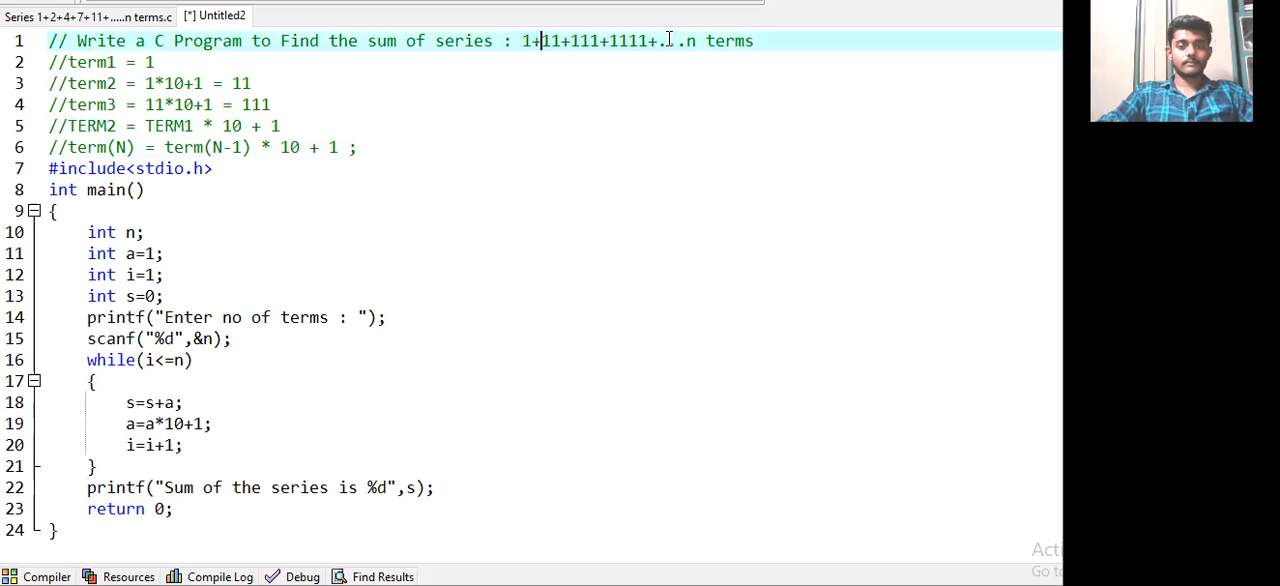 Series 1+2+4+7+11+.....n terms.c [*] Untitled2
1 // Write a C Program to Find the sum of series : 1+11+111+1111+....n terms
2 //term1 = 1
3 //term2 = 1*10+1 = 11
4 //term3 = 11*10+1 = 111
5 //TERM2 = TERM1 * 10 + 1
6 //term(N) = term(N-1) * 10 + 1 ;
7 #include<stdio.h>
8 int main()
9 {
10 int n;
11 int a=1;
12 int i=1;
13 int s=0;
14 printf("Enter no of terms : ");
15 scanf("%d",&n);
16 while(i<=n)
17 {
18 s=s+a;
19 a=a*10+1;
20 i=i+1;
21 }
22 printf("Sum of the series is %d",s);
23 return 0;
24 }
Acti
Go to
Compiler Resources Compile Log Debug Find Results